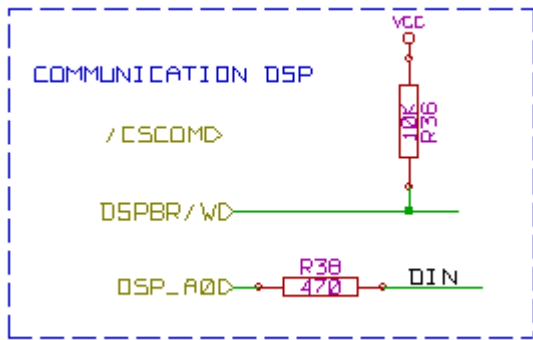 VCC
COMMUNICATION DSP
10K
R36
/CSCOM
DSPBR/W
R38
470
DIN
DSP_A0